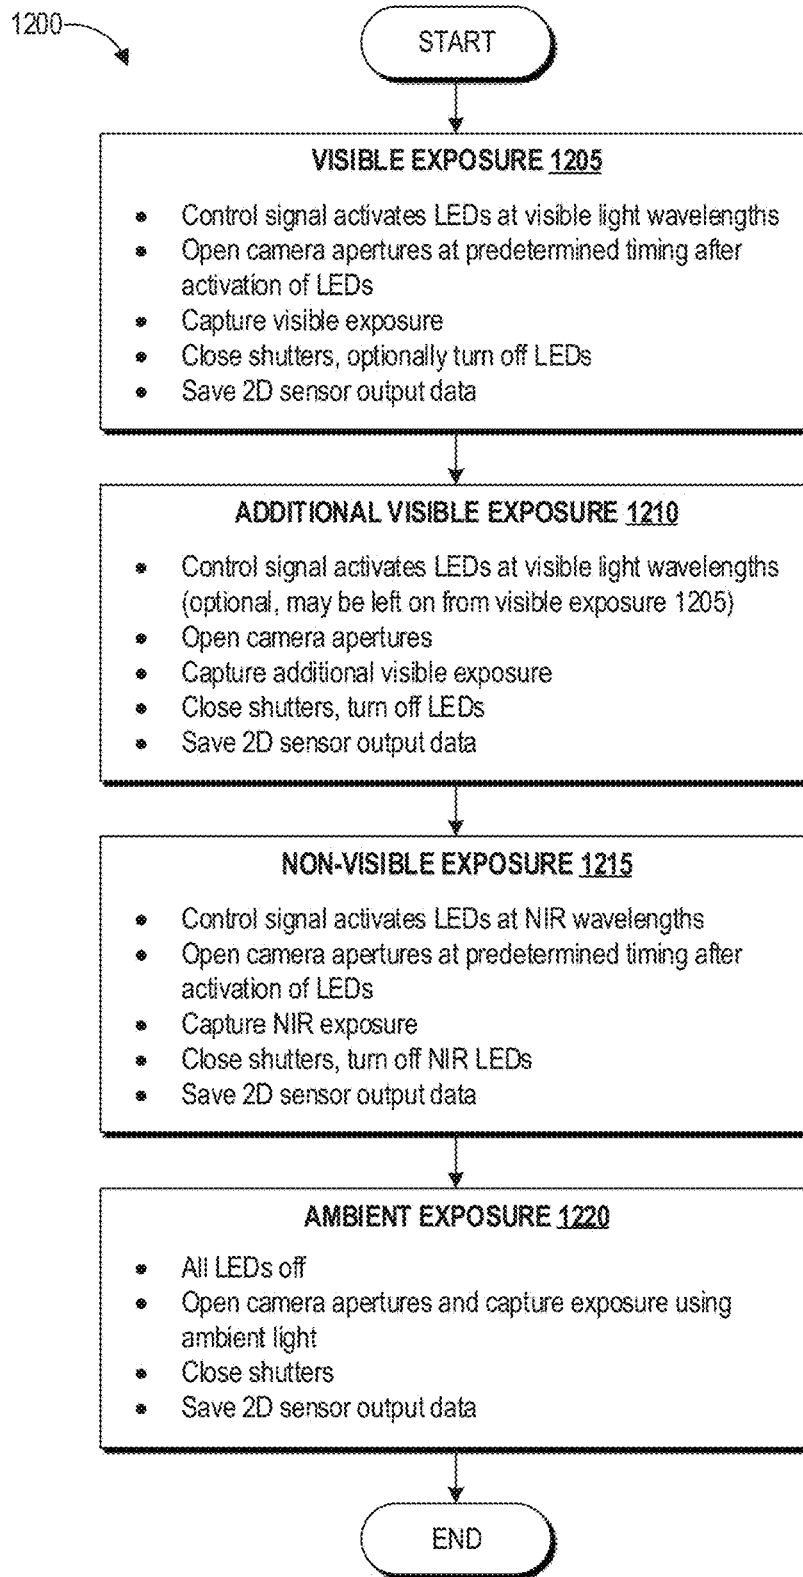 1200
START
VISIBLE EXPOSURE 1205
• Control signal activates LEDs at visible light wavelengths
• Open camera apertures at predetermined timing after
activation of LEDs
• Capture visible exposure
• Close shutters, optionally turn off LEDs
• Save 2D sensor output data
ADDITIONAL VISIBLE EXPOSURE 1210
• Control signal activates LEDs at visible light wavelengths
(optional, may be left on from visible exposure 1205)
• Open camera apertures
• Capture additional visible exposure
• Close shutters, turn off LEDs
• Save 2D sensor output data
NON-VISIBLE EXPOSURE 1215
• Control signal activates LEDs at NIR wavelengths
• Open camera apertures at predetermined timing after
activation of LEDs
• Capture NIR exposure
• Close shutters, turn off NIR LEDs
• Save 2D sensor output data
AMBIENT EXPOSURE 1220
• All LEDs off
• Open camera apertures and capture exposure using
ambient light
• Close shutters
• Save 2D sensor output data
END